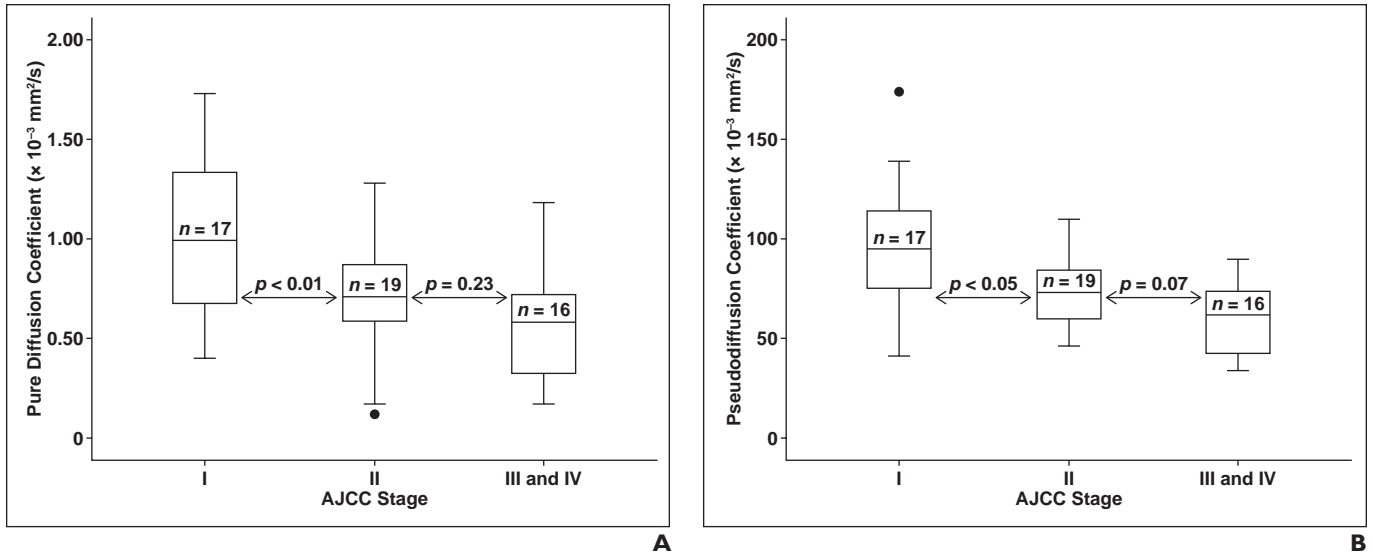 Pure Diffusion Coefficient (× 10⁻³ mm²/s)
2.00
1.50
1.00
0.50
0
n = 17
p < 0.01
n = 19
p = 0.23
n = 16
I
II
III and IV
AJCC Stage
A
Pseudodiffusion Coefficient (× 10⁻³ mm²/s)
200
150
100
50
0
n = 17
p < 0.05
n = 19
p = 0.07
n = 16
I
II
III and IV
AJCC Stage
B